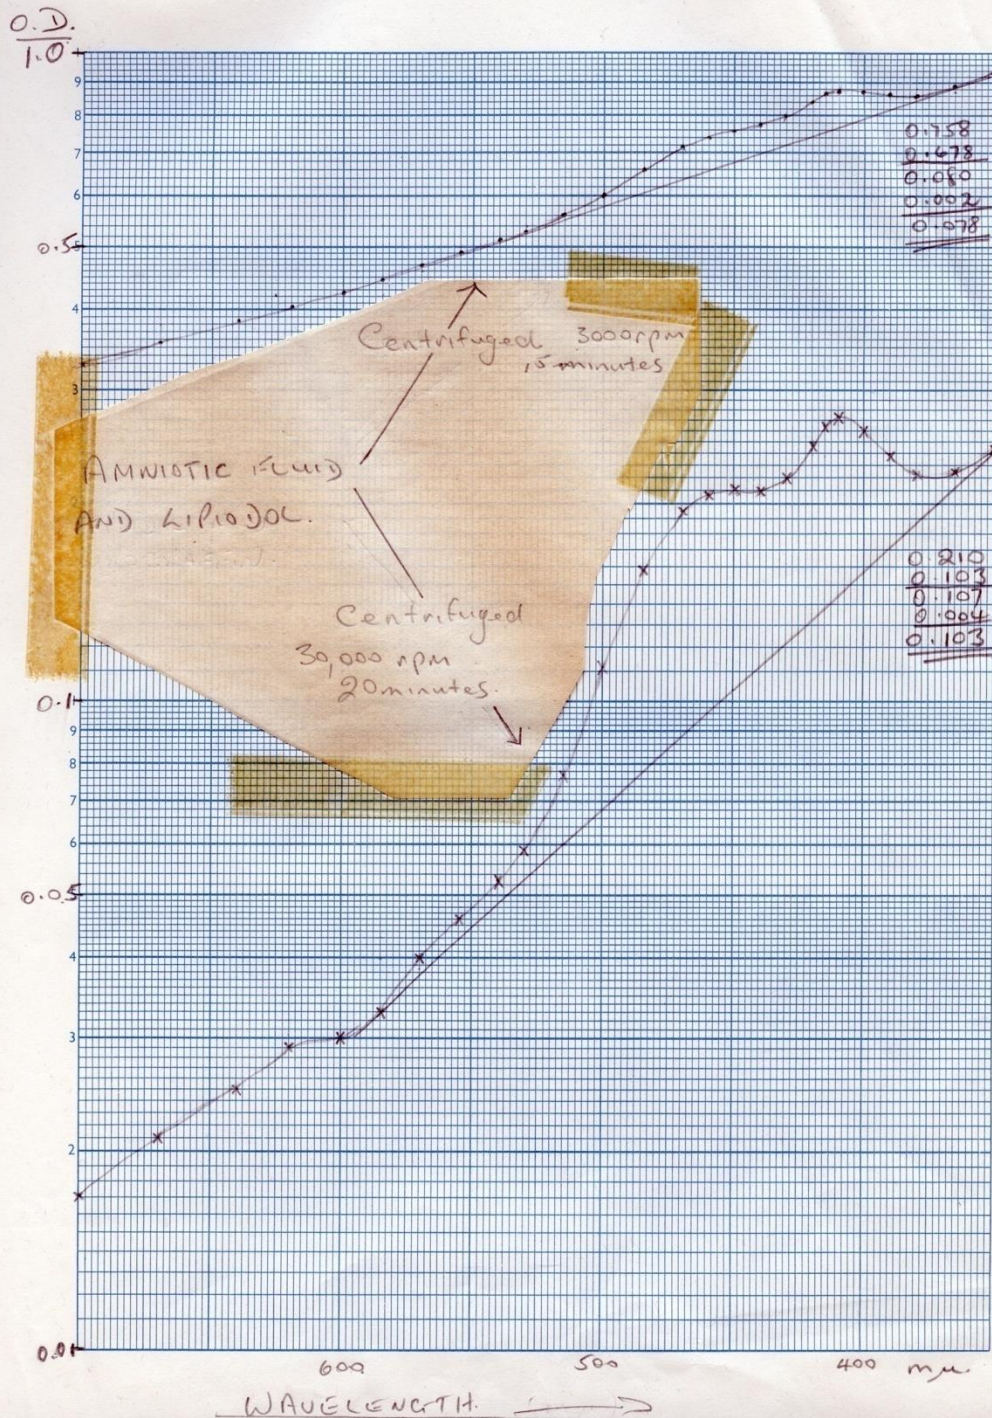 O.D.
1.0
9
8
7
6
0.5
4
3
0.1
9
8
7
6
0.05
4
3
2
0.01
0.758
0.678
0.080
0.002
0.078
Centrifuged 3000rpm
15 minutes
AMNIOTIC FLUID
AND LIPIODOL.
Centrifuged
30,000 rpm
20 minutes.
0.210
0.103
0.107
0.004
0.103
600 500 400 mμ
WAVELENGTH.